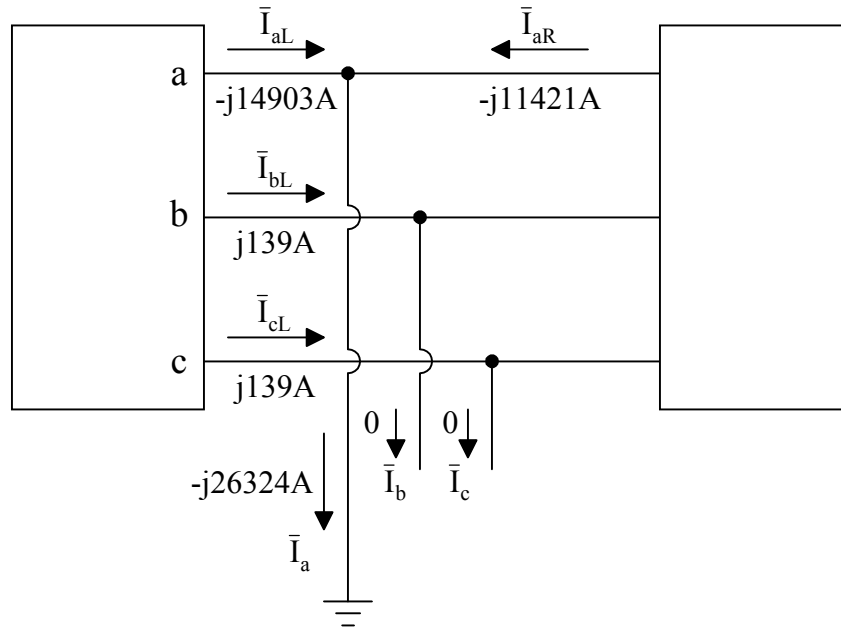 ĪaL
ĪaR
a
-j14903A
-j11421A
ĪbL
b
j139A
ĪcL
c
j139A
0
0
-j26324A
Īb
Īc
Īa